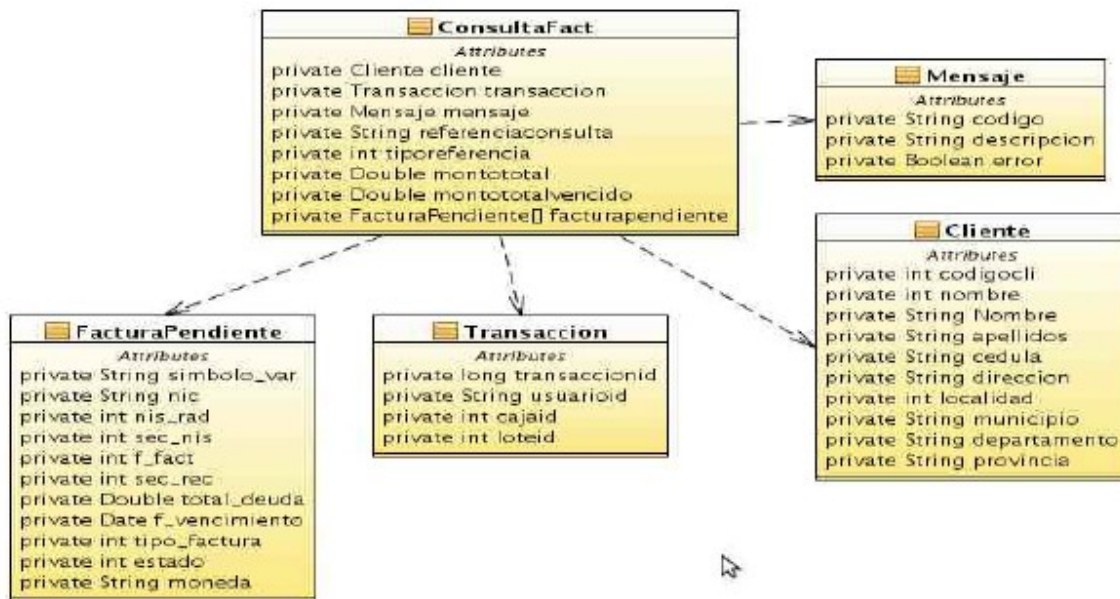 ConsultaFact
Attributes
private Cliente cliente
private Transaccion transaccion
private Mensaje mensaje
private String referenciaconsulta
private int tiporeferencia
private Double montototal
private Double montototalvencido
private FacturaPendiente[] facturapendiente
Mensaje
Attributes
private String codigo
private String descripcion
private Boolean error
FacturaPendiente
Attributes
private String simbolo_var
private String nic
private int nis_rad
private int sec_nis
private int f_fact
private int sec_rec
private Double total_deuda
private Date f_vencimiento
private int tipo_factura
private int estado
private String moneda
Transaccion
Attributes
private long transaccionid
private String usuarioid
private int cajaid
private int loteid
Cliente
Attributes
private int codigocli
private int nombre
private String Nombre
private String apellidos
private String cedula
private String direccion
private int localidad
private String municipio
private String departamento
private String provincia